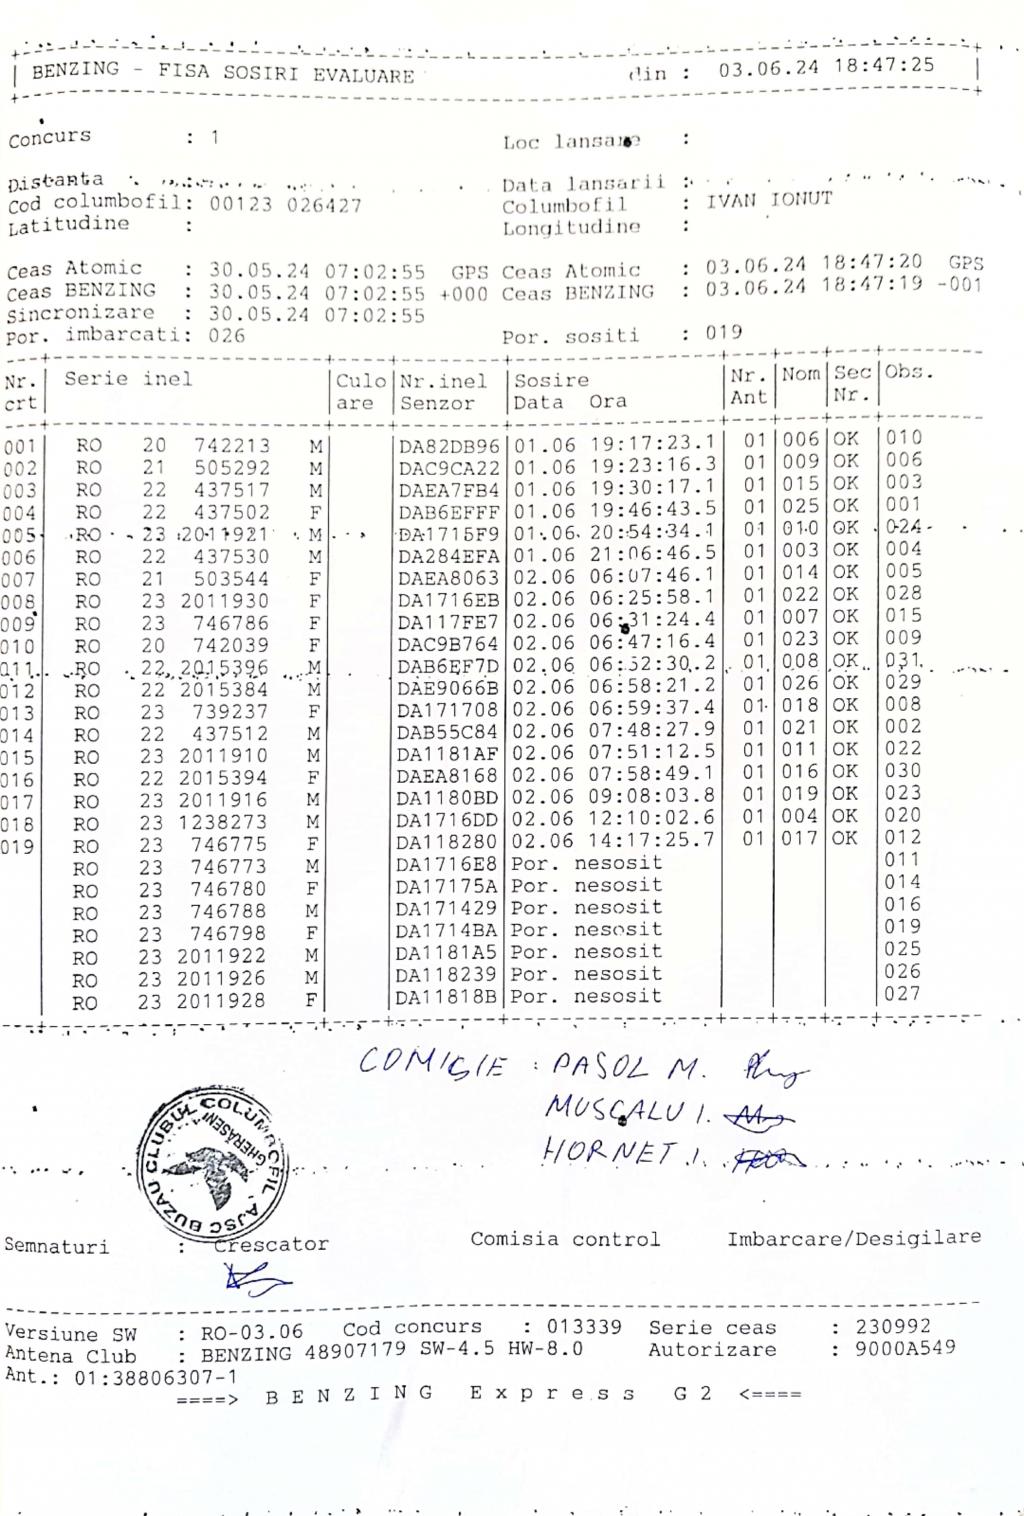 BENZING - FISA SOSIRI EVALUARE din : 03.06.24 18:47:25
Concurs : 1 Loc lansare :
Distanta : Data lansarii :
Cod columbofil: 00123 026427 Columbofil : IVAN IONUT
Latitudine : Longitudine :
Ceas Atomic : 30.05.24 07:02:55 GPS Ceas Atomic : 03.06.24 18:47:20 GPS
Ceas BENZING : 30.05.24 07:02:55 +000 Ceas BENZING : 03.06.24 18:47:19 -001
Sincronizare : 30.05.24 07:02:55
Por. imbarcati: 026 Por. sositi : 019
Nr. Serie inel Culo Nr.inel Sosire Nr. Nom Sec Obs.
crt are Senzor Data Ora Ant Nr.
001 RO 20 742213 M DA82DB96 01.06 19:17:23.1 01 006 OK 010
002 RO 21 505292 M DAC9CA22 01.06 19:23:16.3 01 009 OK 006
003 RO 22 437517 M DAEA7FB4 01.06 19:30:17.1 01 015 OK 003
004 RO 22 437502 F DAB6EFFF 01.06 19:46:43.5 01 025 OK 001
005 RO 23 2011921 M DA1715F9 01.06 20:54:34.1 01 010 OK 024
006 RO 22 437530 M DA284EFA 01.06 21:06:46.5 01 003 OK 004
007 RO 21 503544 F DAEA8063 02.06 06:07:46.1 01 014 OK 005
008 RO 23 2011930 F DA1716EB 02.06 06:25:58.1 01 022 OK 028
009 RO 23 746786 F DA117FE7 02.06 06:31:24.4 01 007 OK 015
010 RO 20 742039 F DAC9B764 02.06 06:47:16.4 01 023 OK 009
011 RO 22 2015396 M DAB6EF7D 02.06 06:52:30.2 01 008 OK 031
012 RO 22 2015384 M DAE9066B 02.06 06:58:21.2 01 026 OK 029
013 RO 23 739237 F DA171708 02.06 06:59:37.4 01 018 OK 008
014 RO 22 437512 M DAB55C84 02.06 07:48:27.9 01 021 OK 002
015 RO 23 2011910 M DA1181AF 02.06 07:51:12.5 01 011 OK 022
016 RO 22 2015394 F DAEA8168 02.06 07:58:49.1 01 016 OK 030
017 RO 23 2011916 M DA1180BD 02.06 09:08:03.8 01 019 OK 023
018 RO 23 1238273 M DA1716DD 02.06 12:10:02.6 01 004 OK 020
019 RO 23 746775 F DA118280 02.06 14:17:25.7 01 017 OK 012
RO 23 746773 M DA1716E8 Por. nesosit 011
RO 23 746780 F DA17175A Por. nesosit 014
RO 23 746788 M DA171429 Por. nesosit 016
RO 23 746798 F DA1714BA Por. nesosit 019
RO 23 2011922 M DA1181A5 Por. nesosit 025
RO 23 2011926 M DA118239 Por. nesosit 026
RO 23 2011928 F DA11818B Por. nesosit 027
COMISIE : PASOL M.
MUSCALU I.
HORNET I.
CLUBUL COLUMBOFIL AJSC BUZAU
GHERĂSENI
Semnaturi : Crescator Comisia control Imbarcare/Desigilare
Versiune SW : RO-03.06 Cod concurs : 013339 Serie ceas : 230992
Antena Club : BENZING 48907179 SW-4.5 HW-8.0 Autorizare : 9000A549
Ant.: 01:38806307-1
====> B E N Z I N G E x p r e s s G 2 <====